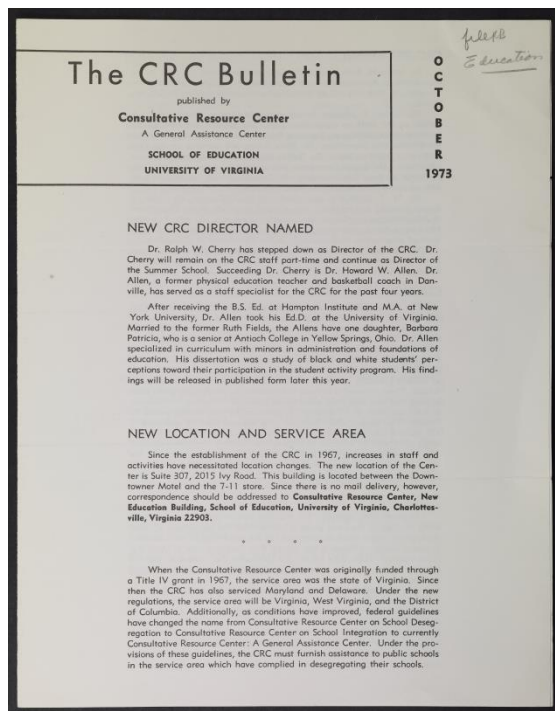 file RB
Education
The CRC Bulletin
published by
Consultative Resource Center
A General Assistance Center
SCHOOL OF EDUCATION
UNIVERSITY OF VIRGINIA
OCTOBER
1973
NEW CRC DIRECTOR NAMED
Dr. Ralph W. Cherry has stepped down as Director of the CRC. Dr.
Cherry will remain on the CRC staff part-time and continue as Director of
the Summer School. Succeeding Dr. Cherry is Dr. Howard W. Allen. Dr.
Allen, a former physical education teacher and basketball coach in Dan-
ville, has served as a staff specialist for the CRC for the past four years.
After receiving the B.S. Ed. at Hampton Institute and M.A. at New
York University, Dr. Allen took his Ed.D. at the University of Virginia.
Married to the former Ruth Fields, the Allens have one daughter, Barbara
Patricia, who is a senior at Antioch College in Yellow Springs, Ohio. Dr. Allen
specialized in curriculum with minors in administration and foundations of
education. His dissertation was a study of black and white students' per-
ceptions toward their participation in the student activity program. His find-
ings will be released in published form later this year.
NEW LOCATION AND SERVICE AREA
Since the establishment of the CRC in 1967, increases in staff and
activities have necessitated location changes. The new location of the Cen-
ter is Suite 307, 2015 Ivy Road. This building is located between the Down-
towner Motel and the 7-11 store. Since there is no mail delivery, however,
correspondence should be addressed to Consultative Resource Center, New
Education Building, School of Education, University of Virginia, Charlottes-
ville, Virginia 22903.
* * * *
When the Consultative Resource Center was originally funded through
a Title IV grant in 1967, the service area was the state of Virginia. Since
then the CRC has also serviced Maryland and Delaware. Under the new
regulations, the service area will be Virginia, West Virginia, and the District
of Columbia. Additionally, as conditions have improved, federal guidelines
have changed the name from Consultative Resource Center on School Deseg-
regation to Consultative Resource Center on School Integration to currently
Consultative Resource Center: A General Assistance Center. Under the pro-
visions of these guidelines, the CRC must furnish assistance to public schools
in the service area which have complied in desegregating their schools.